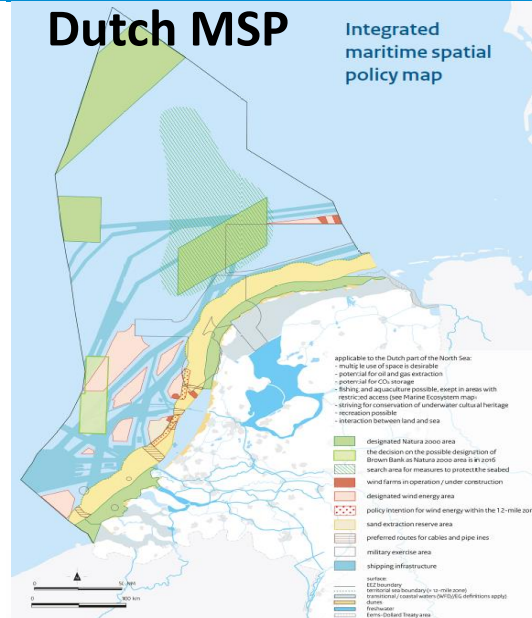 Dutch MSP
Integrated
maritime spatial
policy map
applicable to the Dutch part of the North Sea:
- multiple use of space is desirable
- potential for oil and gas extraction
- potential for CO₂ storage
- fishing, and aquaculture possible, exept in areas with
restricted access (see Marine Ecosystem map)
- striving for conservation of underwater cultural heritage
- recreation possible
- interaction between land and sea
designated Natura 2000 area
the decision on the possible designation of
Brown Bank as Natura 2000 area is in 2016
search area for measures to protect the seabed
wind farms in operation / under construction
designated wind energy area
policy intention for wind energy within the 12-mile zon
sand extraction reserve area
preferred routes for cables and pipe ines
military exercise area
shipping infrastructure
surface
EEZ boundary
territorial sea boundary (= 12-mile zone)
transitional / coastal waters (WFD/EG definitions apply)
dunes
freshwater
Eems-Dollard Treaty area
0
0